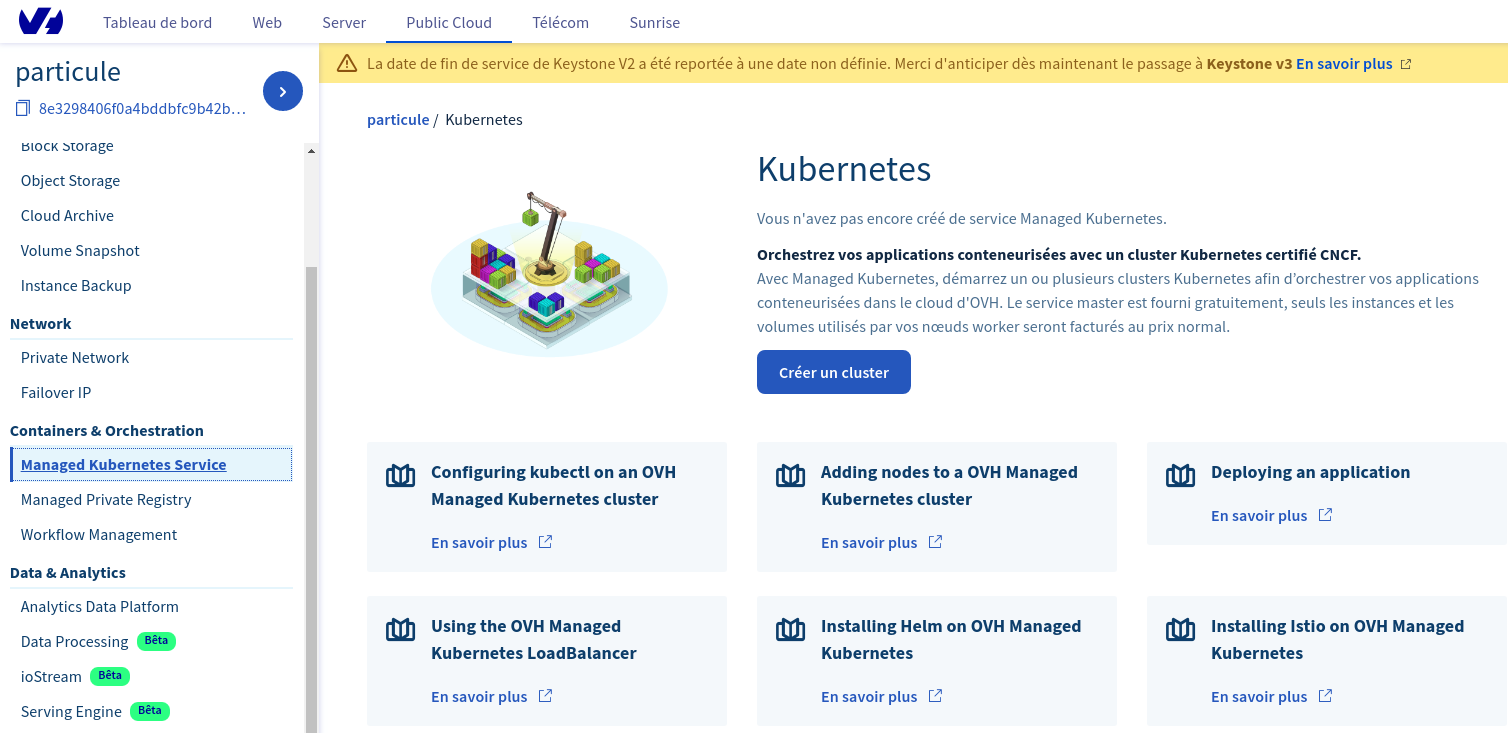 Tableau de bord
Web
Server
Public Cloud
Télécom
Sunrise
particule
8e3298406f0a4bddbfc9b42b…
Block Storage
Object Storage
Cloud Archive
Volume Snapshot
Instance Backup
Network
Private Network
Failover IP
Containers & Orchestration
Managed Kubernetes Service
Managed Private Registry
Workflow Management
Data & Analytics
Analytics Data Platform
Data Processing Bêta
ioStream Bêta
Serving Engine Bêta
La date de fin de service de Keystone V2 a été reportée à une date non définie. Merci d'anticiper dès maintenant le passage à Keystone v3 En savoir plus
particule / Kubernetes
Kubernetes
Vous n'avez pas encore créé de service Managed Kubernetes.
Orchestrez vos applications conteneurisées avec un cluster Kubernetes certifié CNCF.
Avec Managed Kubernetes, démarrez un ou plusieurs clusters Kubernetes afin d’orchestrer vos applications
conteneurisées dans le cloud d'OVH. Le service master est fourni gratuitement, seuls les instances et les
volumes utilisés par vos nœuds worker seront facturés au prix normal.
Créer un cluster
Configuring kubectl on an OVH
Managed Kubernetes cluster
En savoir plus
Adding nodes to a OVH Managed
Kubernetes cluster
En savoir plus
Deploying an application
En savoir plus
Using the OVH Managed
Kubernetes LoadBalancer
En savoir plus
Installing Helm on OVH Managed
Kubernetes
En savoir plus
Installing Istio on OVH Managed
Kubernetes
En savoir plus